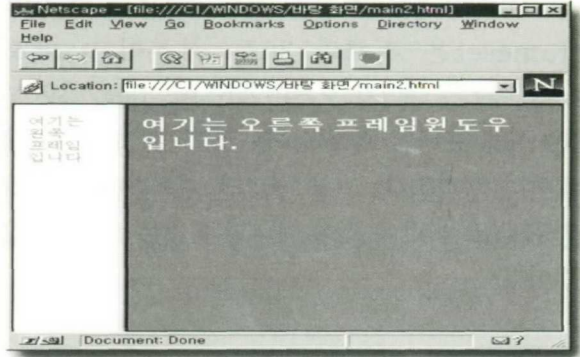 Netscape - [file:///C|/WINDOWS/바탕 화면/main2.html]
File Edit View Go Bookmarks Options Directory Window
Help
Location: file:///C|/WINDOWS/바탕 화면/main2.html
N
여기는
왼쪽
프레임
입니다
여기는 오른쪽 프레임윈도우
입니다.
Document: Done